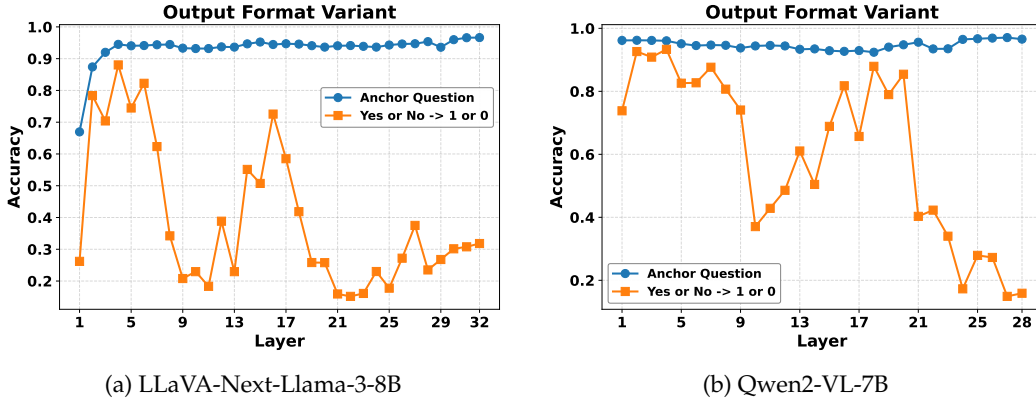 Output Format Variant
1.0
0.9
0.8
0.7
0.6
0.5
0.4
0.3
0.2
Accuracy
Anchor Question
Yes or No -> 1 or 0
1 5 9 13 17 21 25 29 32
Layer
(a) LLaVA-Next-Llama-3-8B
Output Format Variant
1.0
0.8
0.6
0.4
0.2
Accuracy
Anchor Question
Yes or No -> 1 or 0
1 5 9 13 17 21 25 28
Layer
(b) Qwen2-VL-7B